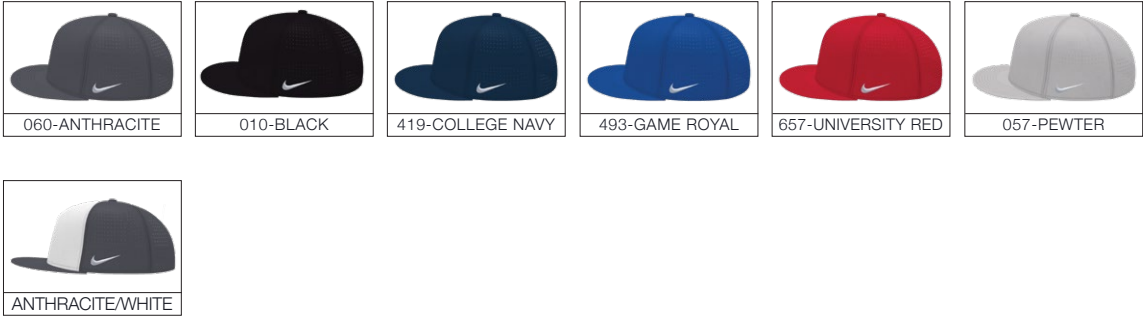 060-ANTHRACITE
010-BLACK
419-COLLEGE NAVY
493-GAME ROYAL
657-UNIVERSITY RED
057-PEWTER
ANTHRACITE/WHITE